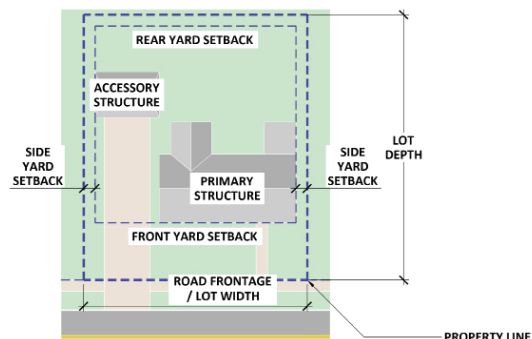 REAR YARD SETBACK
ACCESSORY
STRUCTURE
SIDE
YARD
SETBACK
PRIMARY
STRUCTURE
SIDE
YARD
SETBACK
LOT
DEPTH
FRONT YARD SETBACK
ROAD FRONTAGE
/ LOT WIDTH
PROPERTY LINE